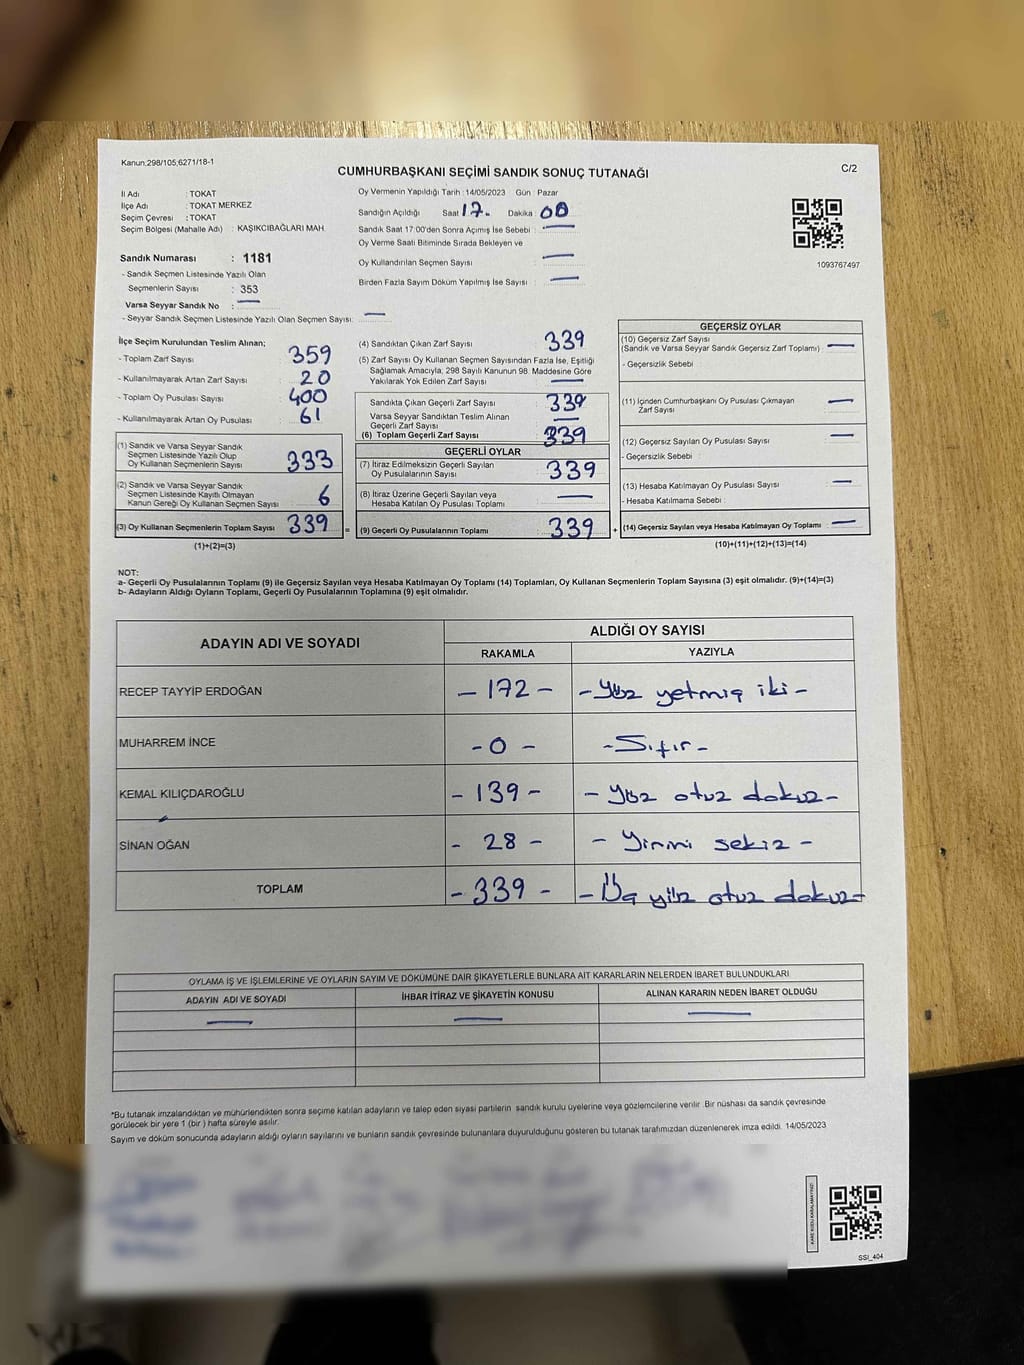 Kanun:298/105,6271/18-1
CUMHURBAŞKANI SEÇİMİ SANDIK SONUÇ TUTANAĞI
C/2
İl Adı : TOKAT
İlçe Adı : TOKAT MERKEZ
Seçim Çevresi : TOKAT
Seçim Bölgesi (Mahalle Adı) : KAŞIKCIBAĞLARI MAH.
Sandık Numarası : 1181
- Sandık Seçmen Listesinde Yazılı Olan
Seçmenlerin Sayısı : 353
Varsa Seyyar Sandık No : —
- Seyyar Sandık Seçmen Listesinde Yazılı Olan Seçmen Sayısı: —
Oy Vermenin Yapıldığı Tarih : 14/05/2023 Gün : Pazar
Sandığın Açıldığı Saat 17. Dakika : 00
Sandık Saat 17:00'den Sonra Açımış İse Sebebi : —
Oy Verme Saati Bitiminde Sırada Bekleyen ve
Oy Kullandırılan Seçmen Sayısı : —
Birden Fazla Sayım Döküm Yapılmış İse Sayısı : —
1093767497
İlçe Seçim Kurulundan Teslim Alınan;
- Toplam Zarf Sayısı 359
- Kullanılmayarak Artan Zarf Sayısı : 20
- Toplam Oy Pusulası Sayısı : 400
- Kullanılmayarak Artan Oy Pusulası : 61
(1) Sandık ve Varsa Seyyar Sandık
Seçmen Listesinde Yazılı Olup
Oy Kullanan Seçmenlerin Sayısı 333
(2) Sandık ve Varsa Seyyar Sandık
Seçmen Listesinde Kayıtlı Olmayan
Kanun Gereği Oy Kullanan Seçmen Sayısı : 6
(3) Oy Kullanan Seçmenlerin Toplam Sayısı : 339 =
(1)+(2)=(3)
(4) Sandıktan Çıkan Zarf Sayısı : 339
(5) Zarf Sayısı Oy Kullanan Seçmen Sayısından Fazla İse, Eşitliği
Sağlamak Amacıyla, 298 Sayılı Kanunun 98. Maddesine Göre
Yakılarak Yok Edilen Zarf Sayısı : —
Sandıkta Çıkan Geçerli Zarf Sayısı : 339
Varsa Seyyar Sandıktan Teslim Alınan
Geçerli Zarf Sayısı : —
(6) Toplam Geçerli Zarf Sayısı : 339
GEÇERLİ OYLAR
(7) İtiraz Edilmeksizin Geçerli Sayılan
Oy Pusulalarının Sayısı : 339
(8) İtiraz Üzerine Geçerli Sayılan veya
Hesaba Katılan Oy Pusulası Toplamı : —
(9) Geçerli Oy Pusulalarının Toplamı : 339 +
GEÇERSİZ OYLAR
(10) Geçersiz Zarf Sayısı
(Sandık ve Varsa Seyyar Sandık Geçersiz Zarf Toplamı) : —
- Geçersizlik Sebebi :
(11) İçinden Cumhurbaşkanı Oy Pusulası Çıkmayan
Zarf Sayısı : —
(12) Geçersiz Sayılan Oy Pusulası Sayısı : —
- Geçersizlik Sebebi :
(13) Hesaba Katılmayan Oy Pusulası Sayısı : —
- Hesaba Katılmama Sebebi :
(14) Geçersiz Sayılan veya Hesaba Katılmayan Oy Toplamı : —
(10)+(11)+(12)+(13)=(14)
NOT:
a- Geçerli Oy Pusulalarının Toplamı (9) ile Geçersiz Sayılan veya Hesaba Katılmayan Oy Toplamı (14) Toplamları, Oy Kullanan Seçmenlerin Toplam Sayısına (3) eşit olmalıdır. (9)+(14)=(3)
b- Adayların Aldığı Oyların Toplamı, Geçerli Oy Pusulalarının Toplamına (9) eşit olmalıdır.
ADAYIN ADI VE SOYADI
ALDIĞI OY SAYISI
RAKAMLA YAZIYLA
RECEP TAYYİP ERDOĞAN – 172 – – Yüz yetmiş iki –
MUHARREM İNCE – 0 – – Sıfır –
KEMAL KILIÇDAROĞLU – 139 – – Yüz otuz dokuz –
SİNAN OĞAN – 28 – – Yirmi sekiz –
TOPLAM – 339 – – Üç yüz otuz dokuz –
OYLAMA İŞ VE İŞLEMLERİNE VE OYLARIN SAYIM VE DÖKÜMÜNE DAİR ŞİKAYETLERLE BUNLARA AİT KARARLARIN NELERDEN İBARET BULUNDUKLARI
ADAYIN ADI VE SOYADI İHBAR İTİRAZ VE ŞİKAYETİN KONUSU ALINAN KARARIN NEDEN İBARET OLDUĞU
— — —
*Bu tutanak imzalandıktan ve mühürlendikten sonra seçime katılan adayların ve talep eden siyasi partilerin sandık kurulu üyelerine veya gözlemcilerine verilir. Bir nüshası da sandık çevresinde
görülecek bir yere 1 (bir ) hafta süreyle asılır.
Sayım ve döküm sonucunda adayların aldığı oyların sayılarını ve bunların sandık çevresinde bulunanlara duyurulduğunu gösteren bu tutanak tarafımızdan düzenlenerek imza edildi. 14/05/2023
SSI_404